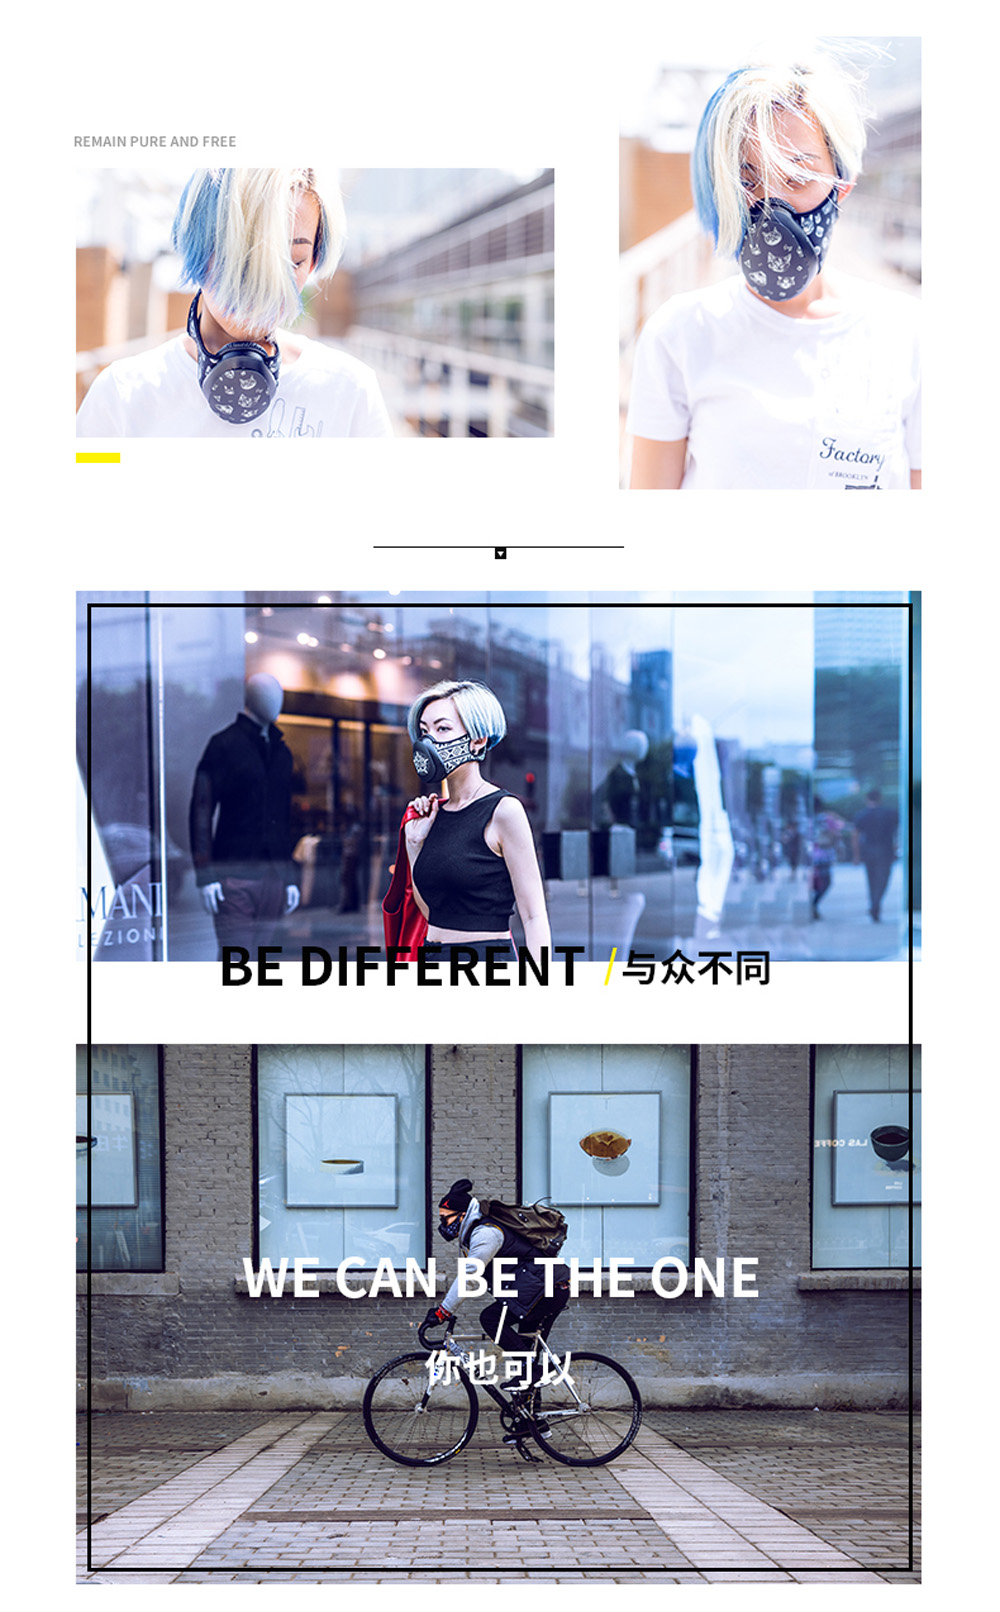 REMAIN PURE AND FREE
Factory
of BROOKLYN
MANI
LEZIONI
BE DIFFERENT / 与众不同
LAS COFFE
WE CAN BE THE ONE
/
你也可以